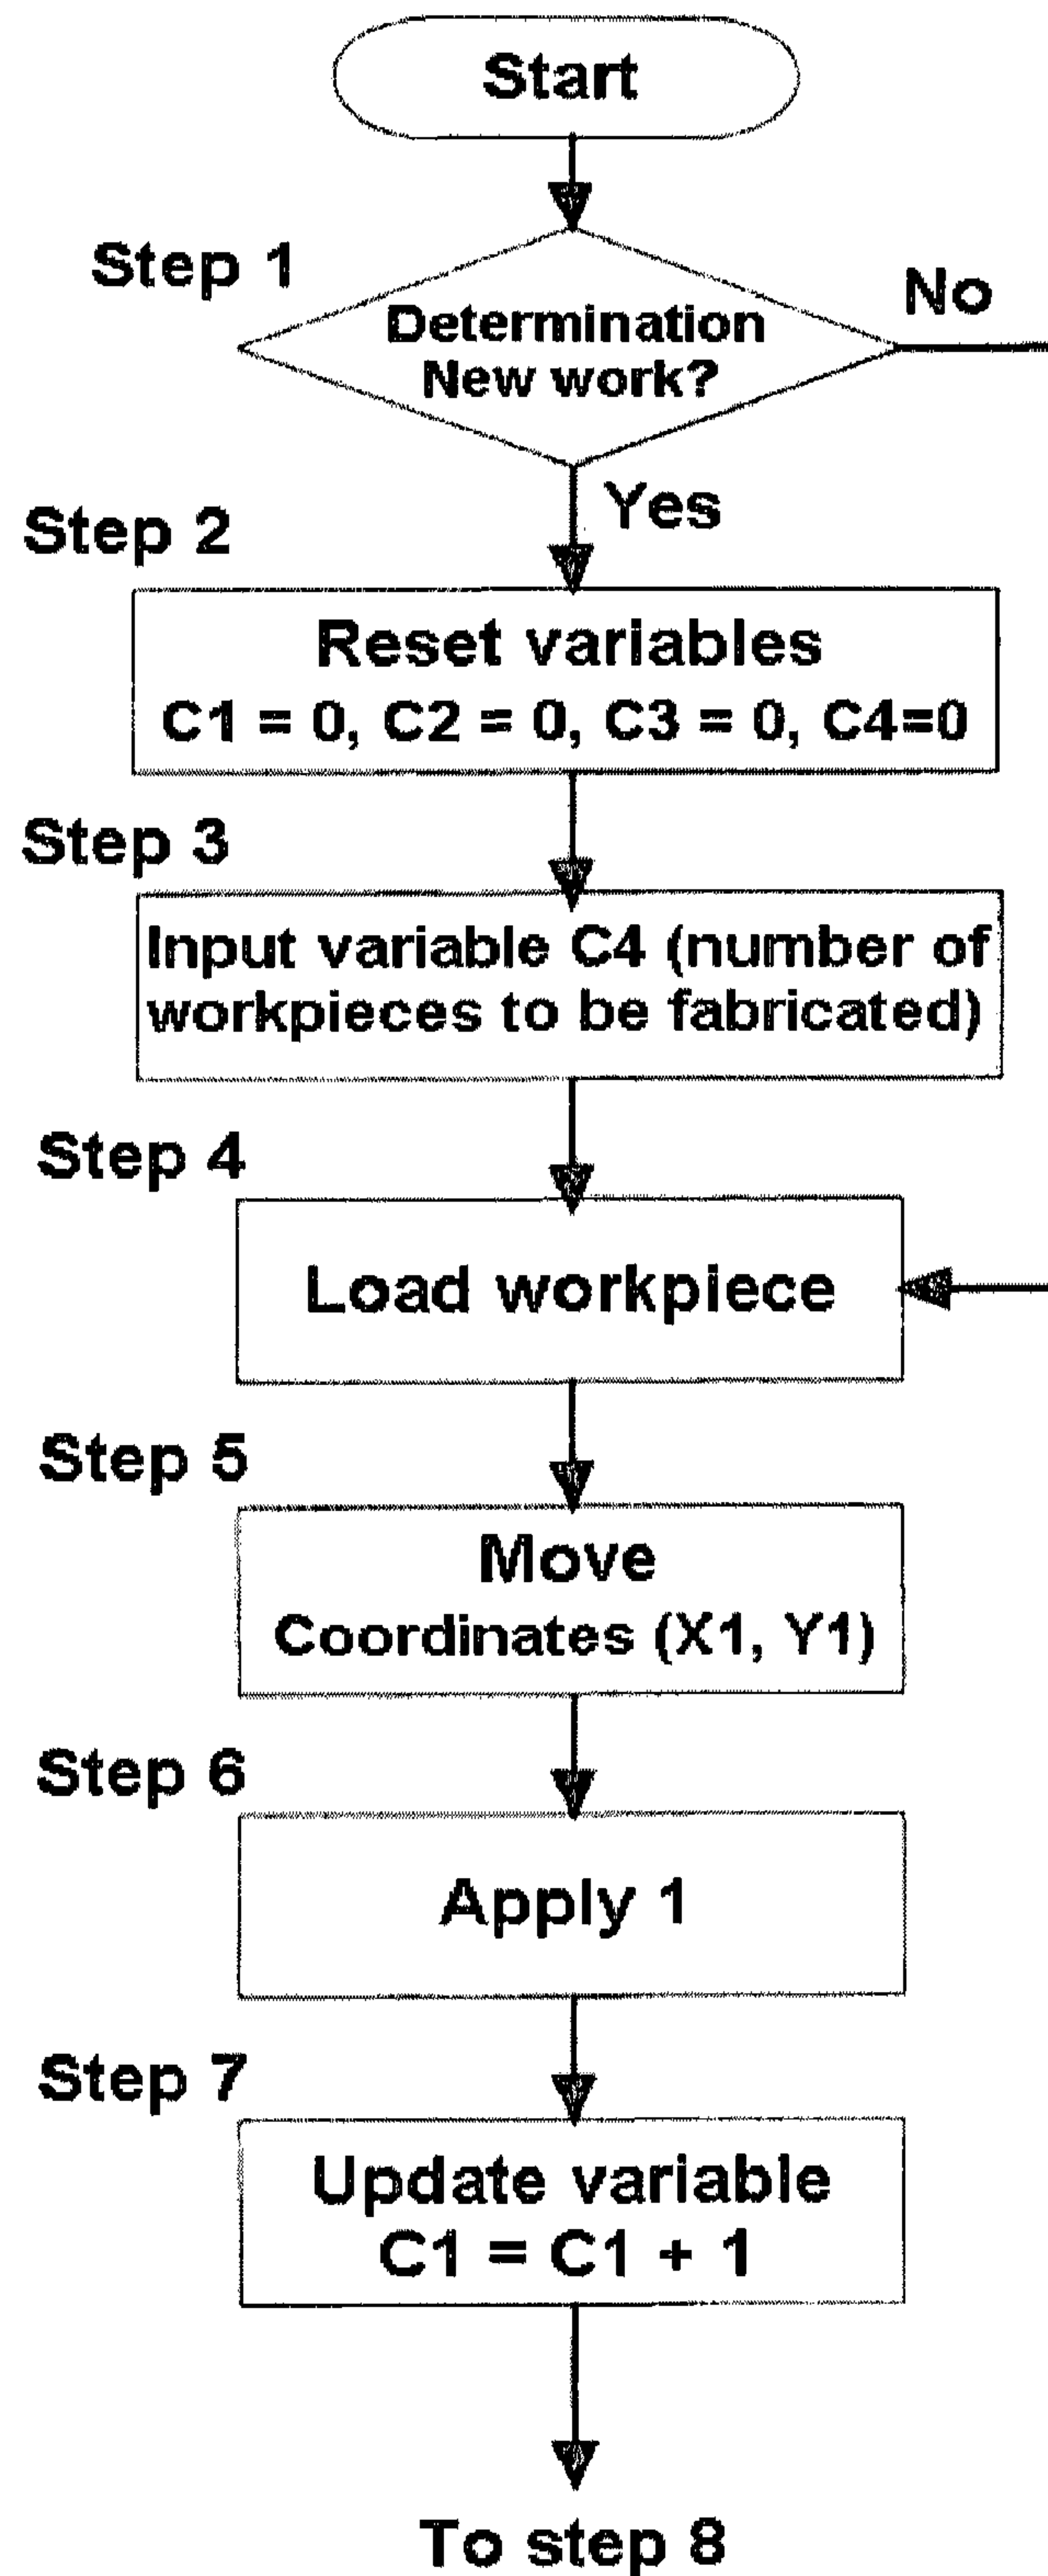 Start
Step 1
Determination
New work?
No
Yes
Step 2
Reset variables
C1 = 0, C2 = 0, C3 = 0, C4=0
Step 3
Input variable C4 (number of
workpieces to be fabricated)
Step 4
Load workpiece
Step 5
Move
Coordinates (X1, Y1)
Step 6
Apply 1
Step 7
Update variable
C1 = C1 + 1
To step 8